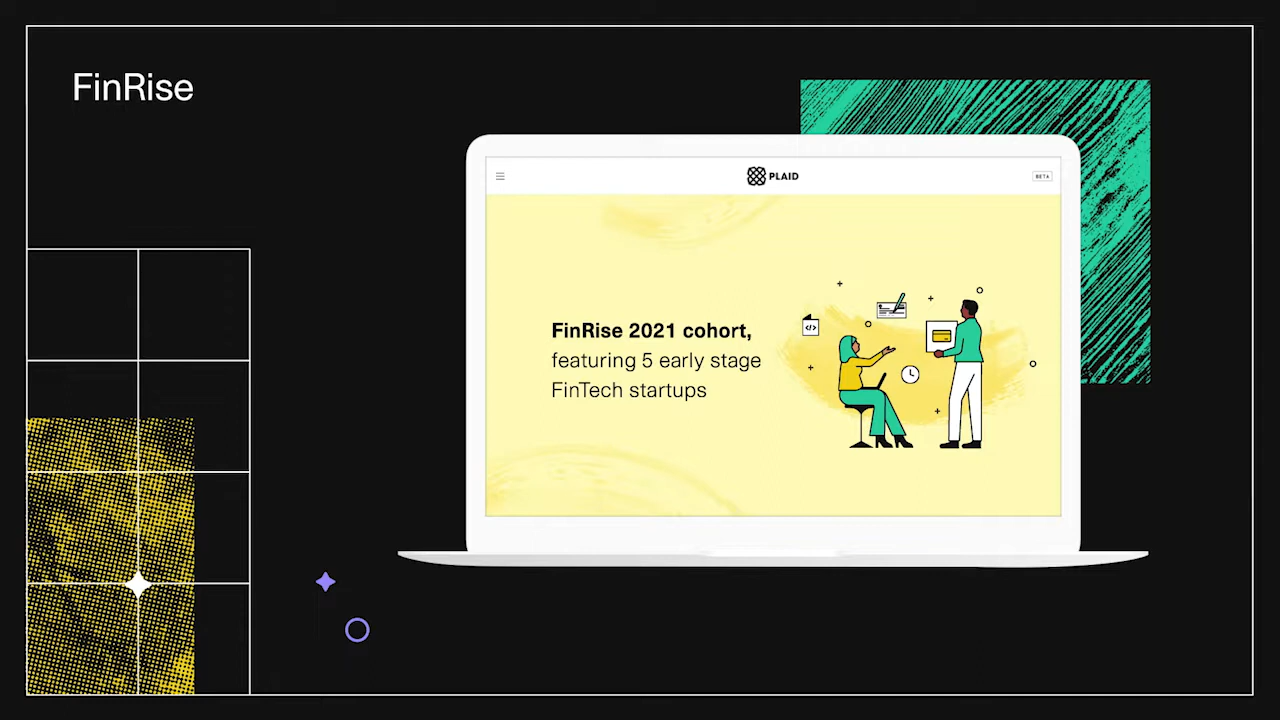 FinRise
PLAID
BETA
FinRise 2021 cohort,
featuring 5 early stage
FinTech startups
</>